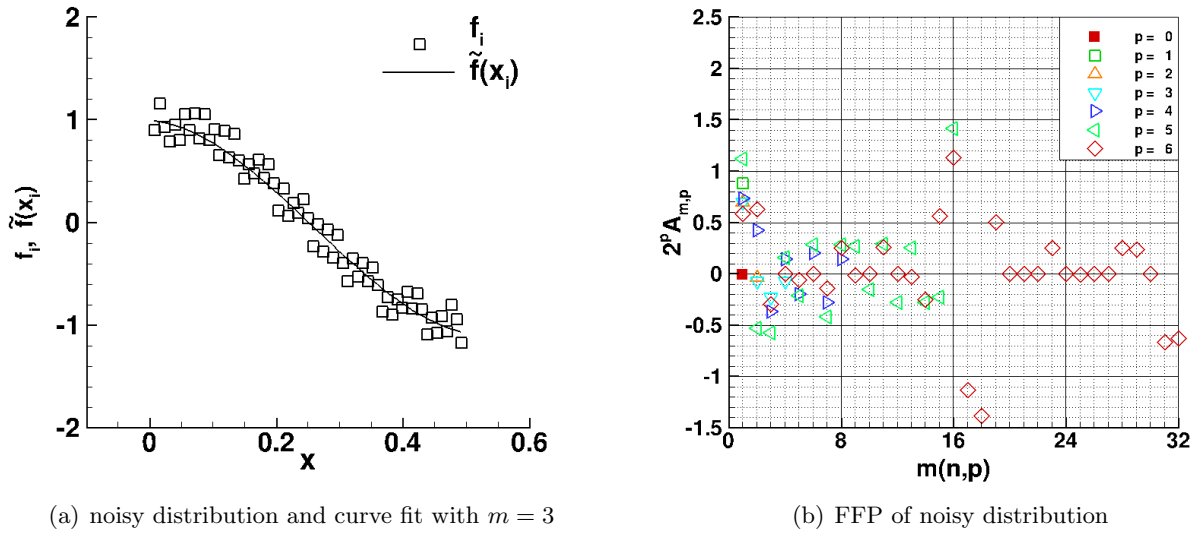 2
1
0
-1
-2
0
0.2
0.4
0.6
x
f_i, f̃(x_i)
f_i
f̃(x_i)
(a) noisy distribution and curve fit with m = 3
2.5
2
1.5
1
0.5
0
-0.5
-1
-1.5
0
8
16
24
32
m(n,p)
2^pA_{m,p}
p = 0
p = 1
p = 2
p = 3
p = 4
p = 5
p = 6
(b) FFP of noisy distribution